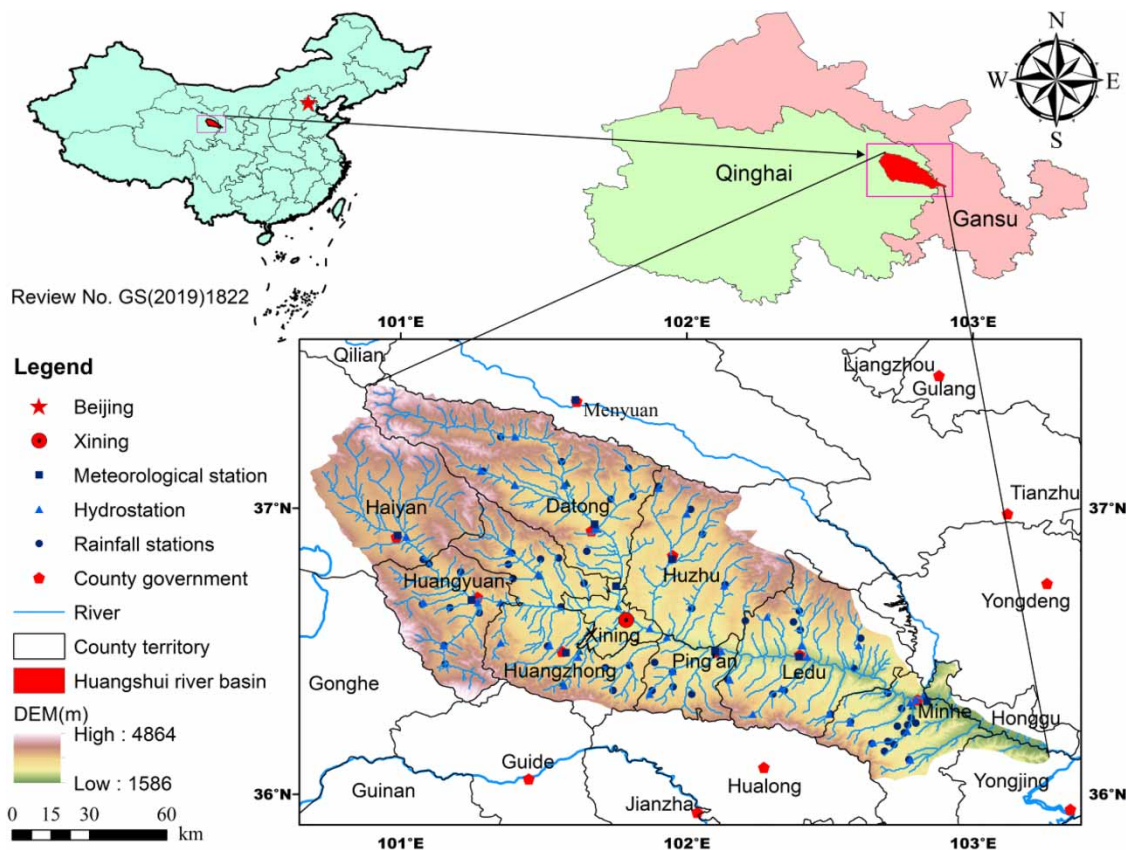 N
W
E
S
Qinghai
Gansu
Review No. GS(2019)1822
101°E
102°E
103°E
Legend
Beijing
Xining
Meteorological station
Hydrostation
Rainfall stations
County government
River
County territory
Huangshui river basin
DEM(m)
High : 4864
Low : 1586
0 15 30 60
km
Qilian
Liangzhou
Gulang
Menyuan
37°N
37°N
Tianzhu
Haiyan
Datong
Huangyuan
Huzhu
Yongdeng
Xining
Huangzhong
Ping'an
Ledu
Gonghe
Minhe
Honggu
Guide
Hualong
Yongjing
Guinan
Jianzha
36°N
36°N
101°E
102°E
103°E